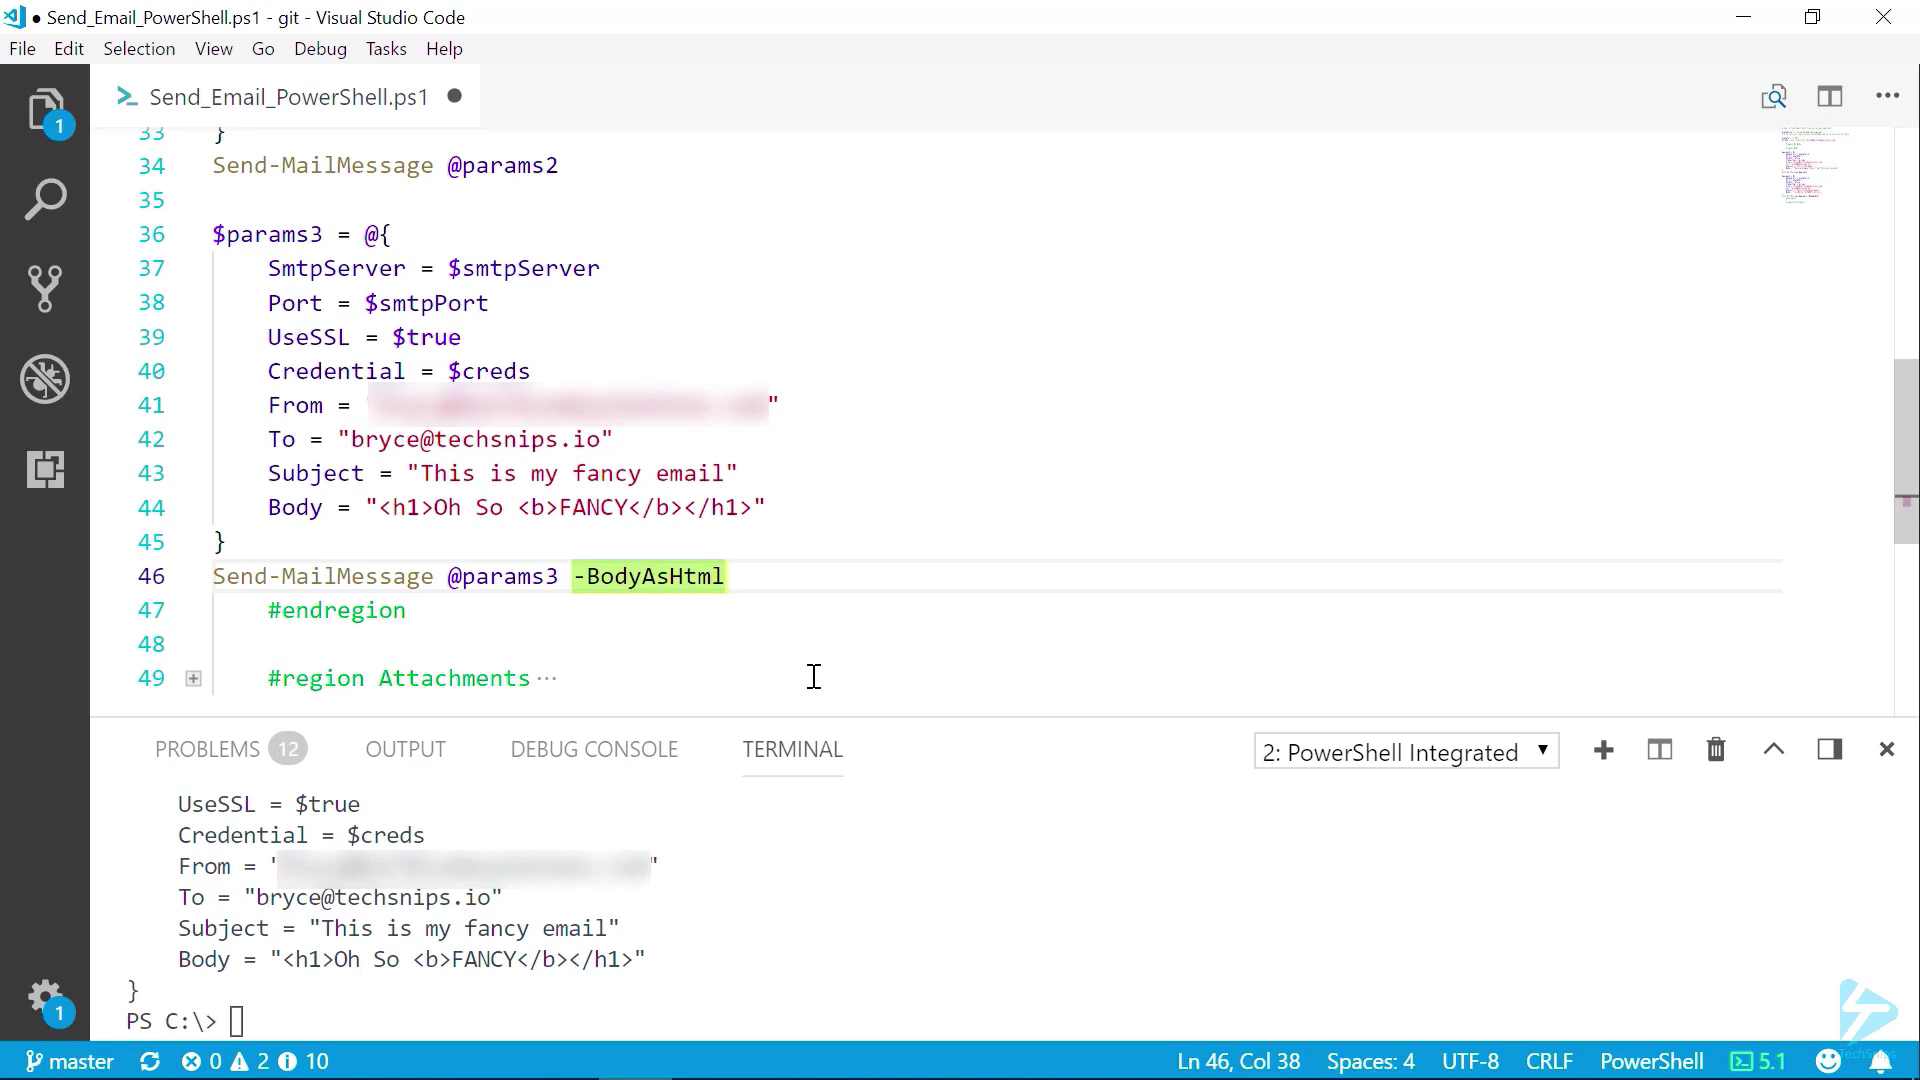 Send_Email_PowerShell.ps1 - git - Visual Studio Code
File Edit Selection View Go Debug Tasks Help
1
Send_Email_PowerShell.ps1
33 }
34 Send-MailMessage @params2
35
36 $params3 = @{
37 SmtpServer = $smtpServer
38 Port = $smtpPort
39 UseSSL = $true
40 Credential = $creds
41 From = "
42 To = "bryce@techsnips.io"
43 Subject = "This is my fancy email"
44 Body = "<h1>Oh So <b>FANCY</b></h1>"
45 }
46 Send-MailMessage @params3 -BodyAsHtml
47 #endregion
48
49 #region Attachments ...
PROBLEMS 12 OUTPUT DEBUG CONSOLE TERMINAL 2: PowerShell Integrated
UseSSL = $true
Credential = $creds
From = " "
To = "bryce@techsnips.io"
Subject = "This is my fancy email"
Body = "<h1>Oh So <b>FANCY</b></h1>"
}
PS C:\>
1
master 0 2 10 Ln 46, Col 38 Spaces: 4 UTF-8 CRLF PowerShell 5.1
TechSnips